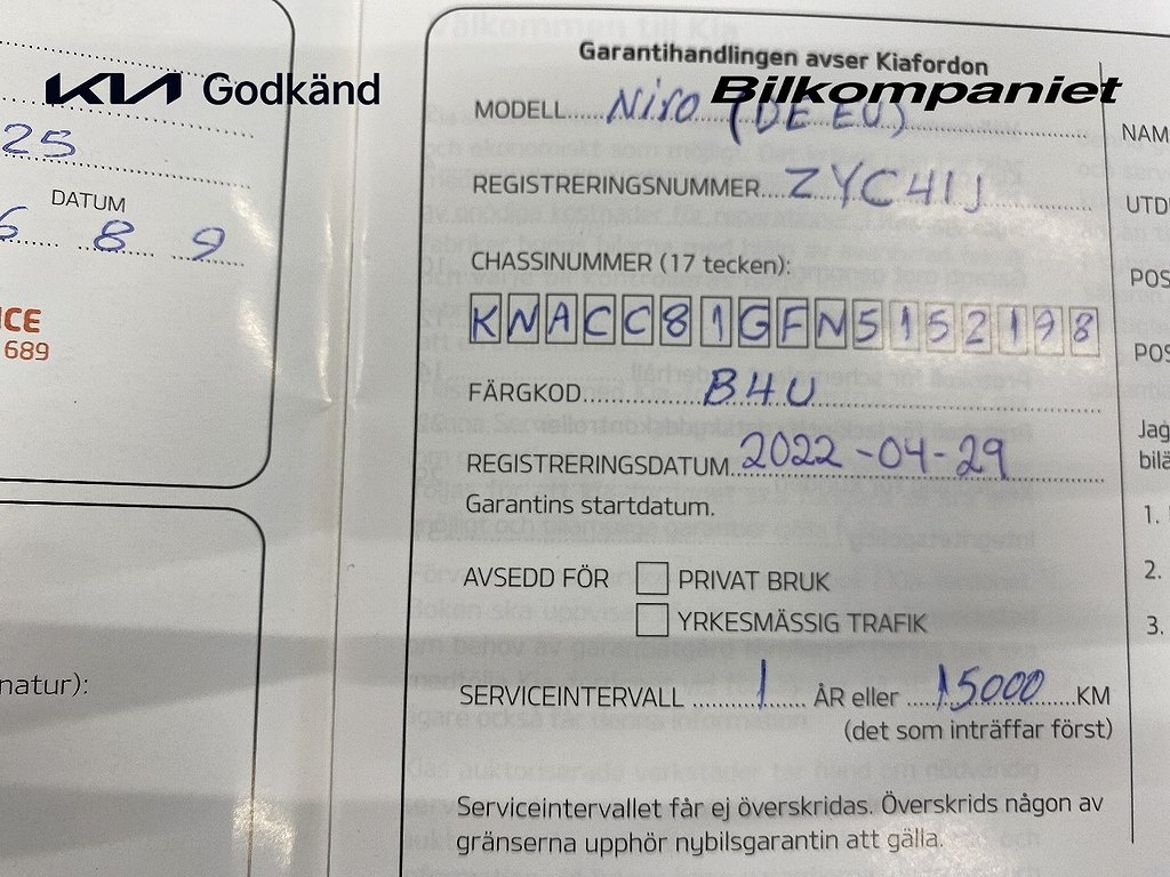 KIA Godkänd
Bilkompaniet
25
DATUM
6 8 9
ICE
689
natur):
Garantihandlingen avser Kiafordon
MODELL Niro (DE EU)
REGISTRERINGSNUMMER ZYC41J
CHASSINUMMER (17 tecken):
KNACC81GFN5152198
FÄRGKOD B4U
REGISTRERINGSDATUM 2022-04-29
Garantins startdatum.
AVSEDD FÖR PRIVAT BRUK
YRKESMÄSSIG TRAFIK
SERVICEINTERVALL 1 ÅR eller 15000 KM
(det som inträffar först)
Serviceintervallet får ej överskridas. Överskrids någon av
gränserna upphör nybilsgarantin att gälla.
NAM
UTD
POS
POS
Jag
bilä
1.
2.
3.